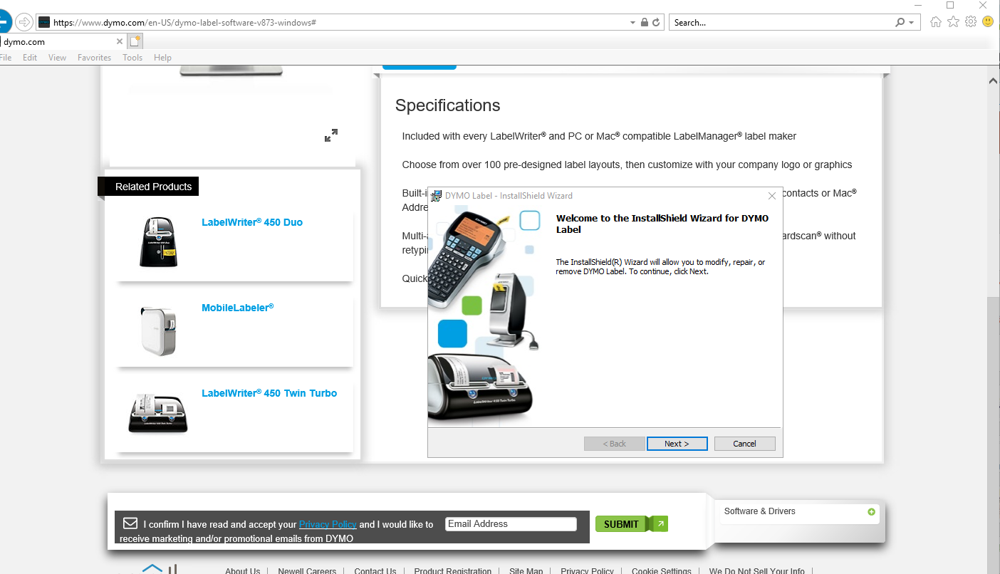 https://www.dymo.com/en-US/dymo-label-software-v873-windows#
Search...
dymo.com
File Edit View Favorites Tools Help
Specifications
Included with every LabelWriter® and PC or Mac® compatible LabelManager® label maker
Choose from over 100 pre-designed label layouts, then customize with your company logo or graphics
Built-i
contacts or Mac®
Addre
Multi-a
ardscan® without
retypi
Quick
Related Products
LabelWriter® 450 Duo
MobileLabeler®
LabelWriter® 450 Twin Turbo
DYMO Label - InstallShield Wizard
Welcome to the InstallShield Wizard for DYMO
Label
The InstallShield(R) Wizard will allow you to modify, repair, or
remove DYMO Label. To continue, click Next.
LabelWriter 450 Twin Turbo
< Back Next > Cancel
I confirm I have read and accept your Privacy Policy and I would like to
receive marketing and/or promotional emails from DYMO
Email Address
SUBMIT
Software & Drivers
About Us | Newell Careers | Contact Us | Product Registration | Site Map | Privacy Policy | Cookie Settings | We Do Not Sell Your Info |